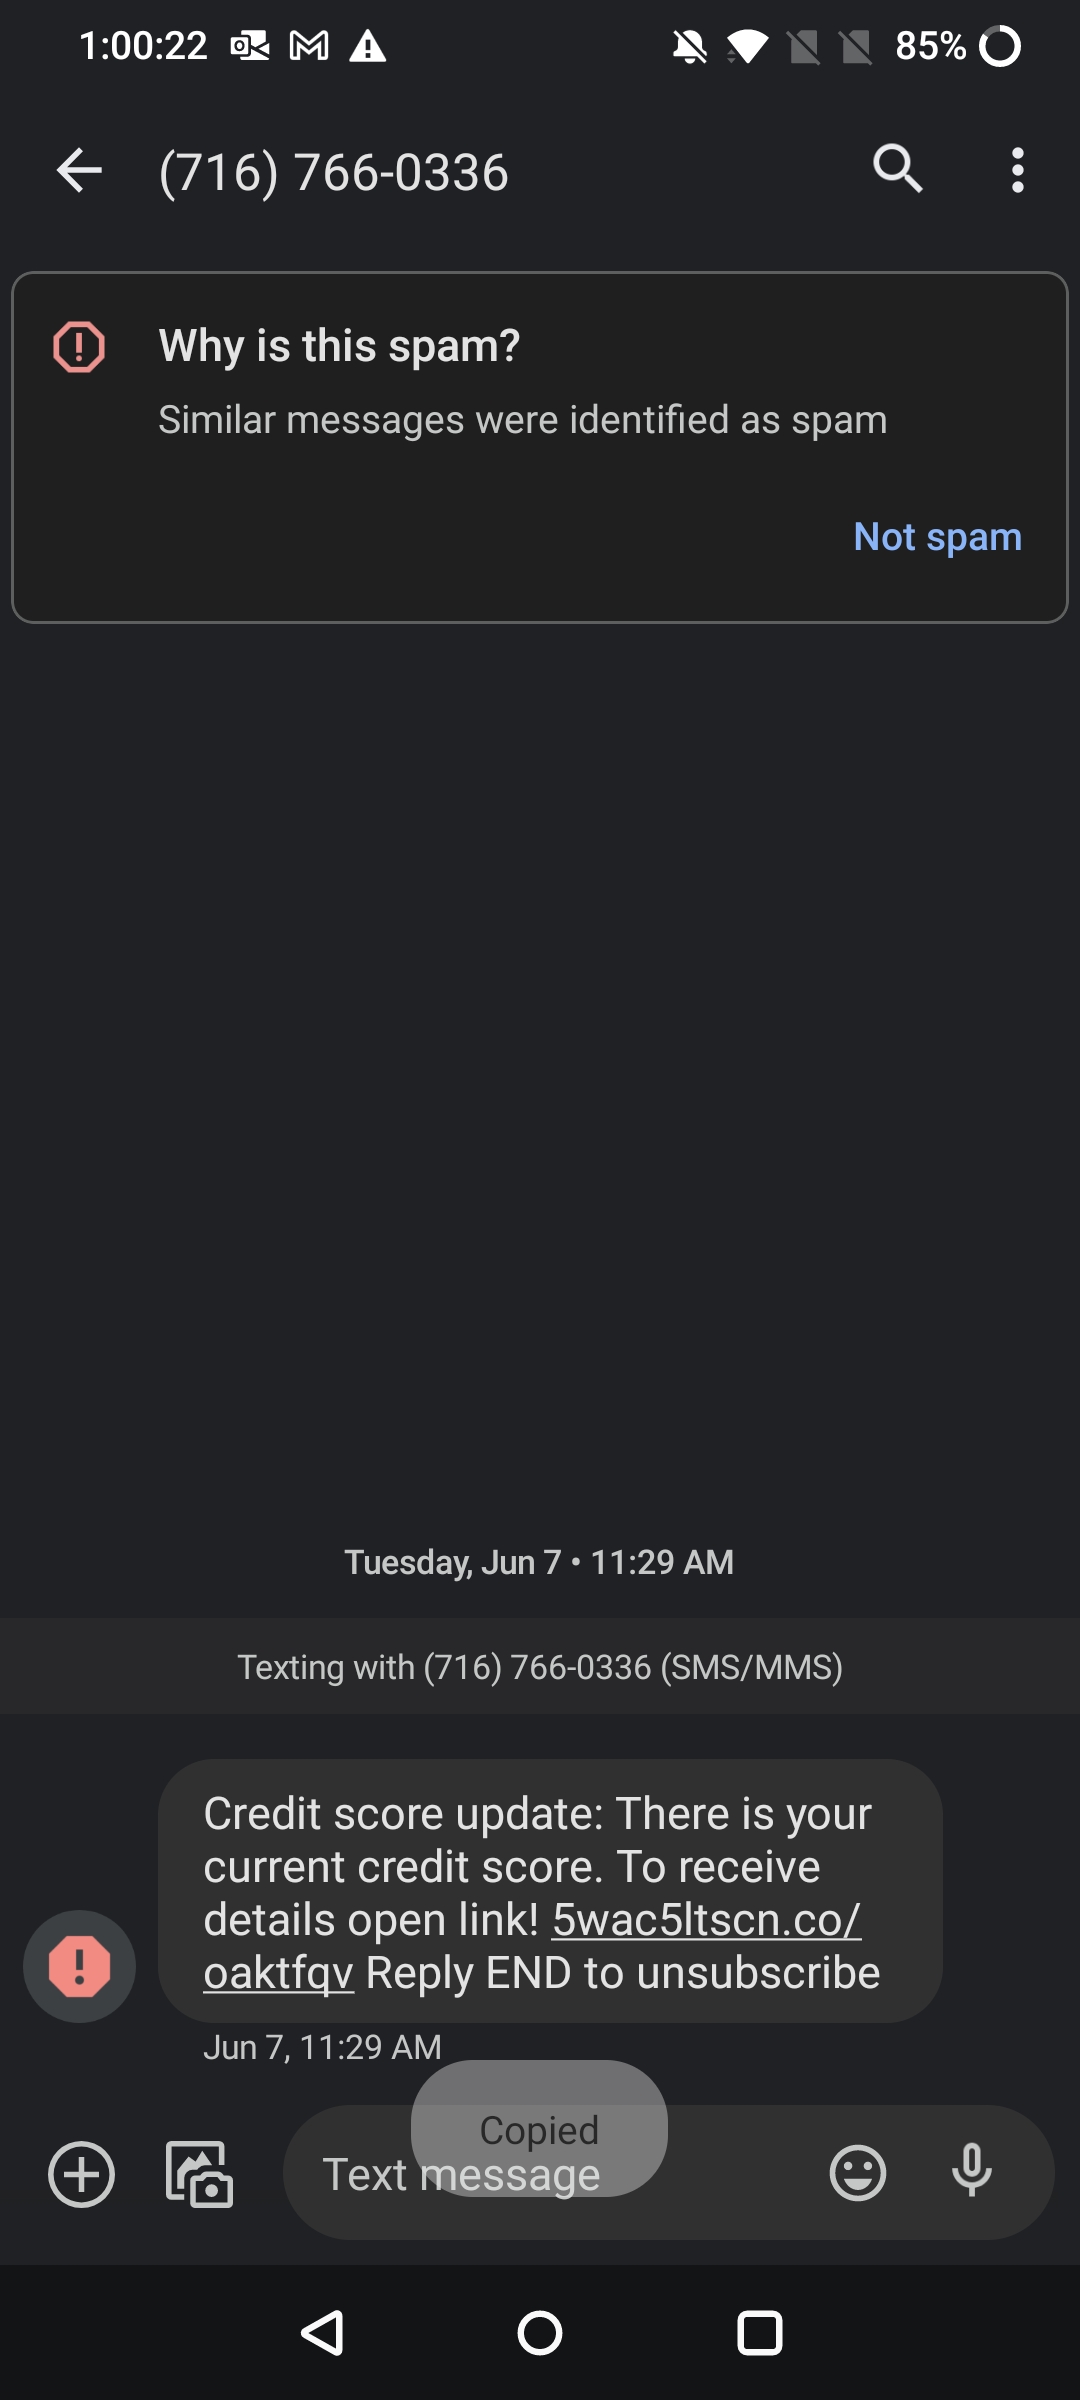 1:00:22
85%
(716) 766-0336
Why is this spam?
Similar messages were identified as spam
Not spam
Tuesday, Jun 7 • 11:29 AM
Texting with (716) 766-0336 (SMS/MMS)
Credit score update: There is your
current credit score. To receive
details open link! 5wac5ltscn.co/
oaktfqv Reply END to unsubscribe
Jun 7, 11:29 AM
Copied
Text message